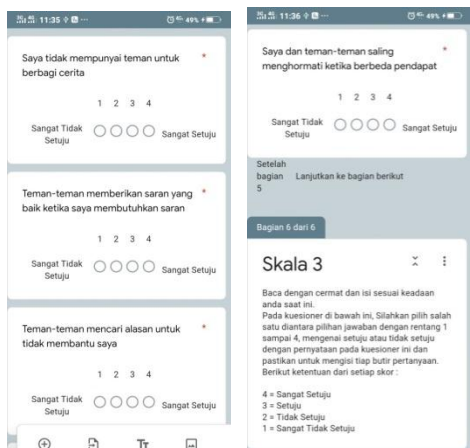 11:35
49%
Saya tidak mempunyai teman untuk *
berbagi cerita
1 2 3 4
Sangat Tidak
Setuju
Sangat Setuju
Teman-teman memberikan saran yang *
baik ketika saya membutuhkan saran
1 2 3 4
Sangat Tidak
Setuju
Sangat Setuju
Teman-teman mencari alasan untuk *
tidak membantu saya
1 2 3 4
Sangat Tidak
Setuju
Sangat Setuju
Tт
11:36
49%
Saya dan teman-teman saling *
menghormati ketika berbeda pendapat
1 2 3 4
Sangat Tidak
Setuju
Sangat Setuju
Setelah
bagian
5
Lanjutkan ke bagian berikut
Bagian 6 dari 6
Skala 3
Baca dengan cermat dan isi sesuai keadaan
anda saat ini.
Pada kuesioner di bawah ini, Silahkan pilih salah
satu diantara pilihan jawaban dengan rentang 1
sampai 4, mengenai setuju atau tidak setuju
dengan pernyataan pada kuesioner ini dan
pastikan untuk mengisi tiap butir pertanyaan.
Berikut ketentuan dari setiap skor :
4 = Sangat Setuju
3 = Setuju
2 = Tidak Setuju
1 = Sangat Tidak Setuju